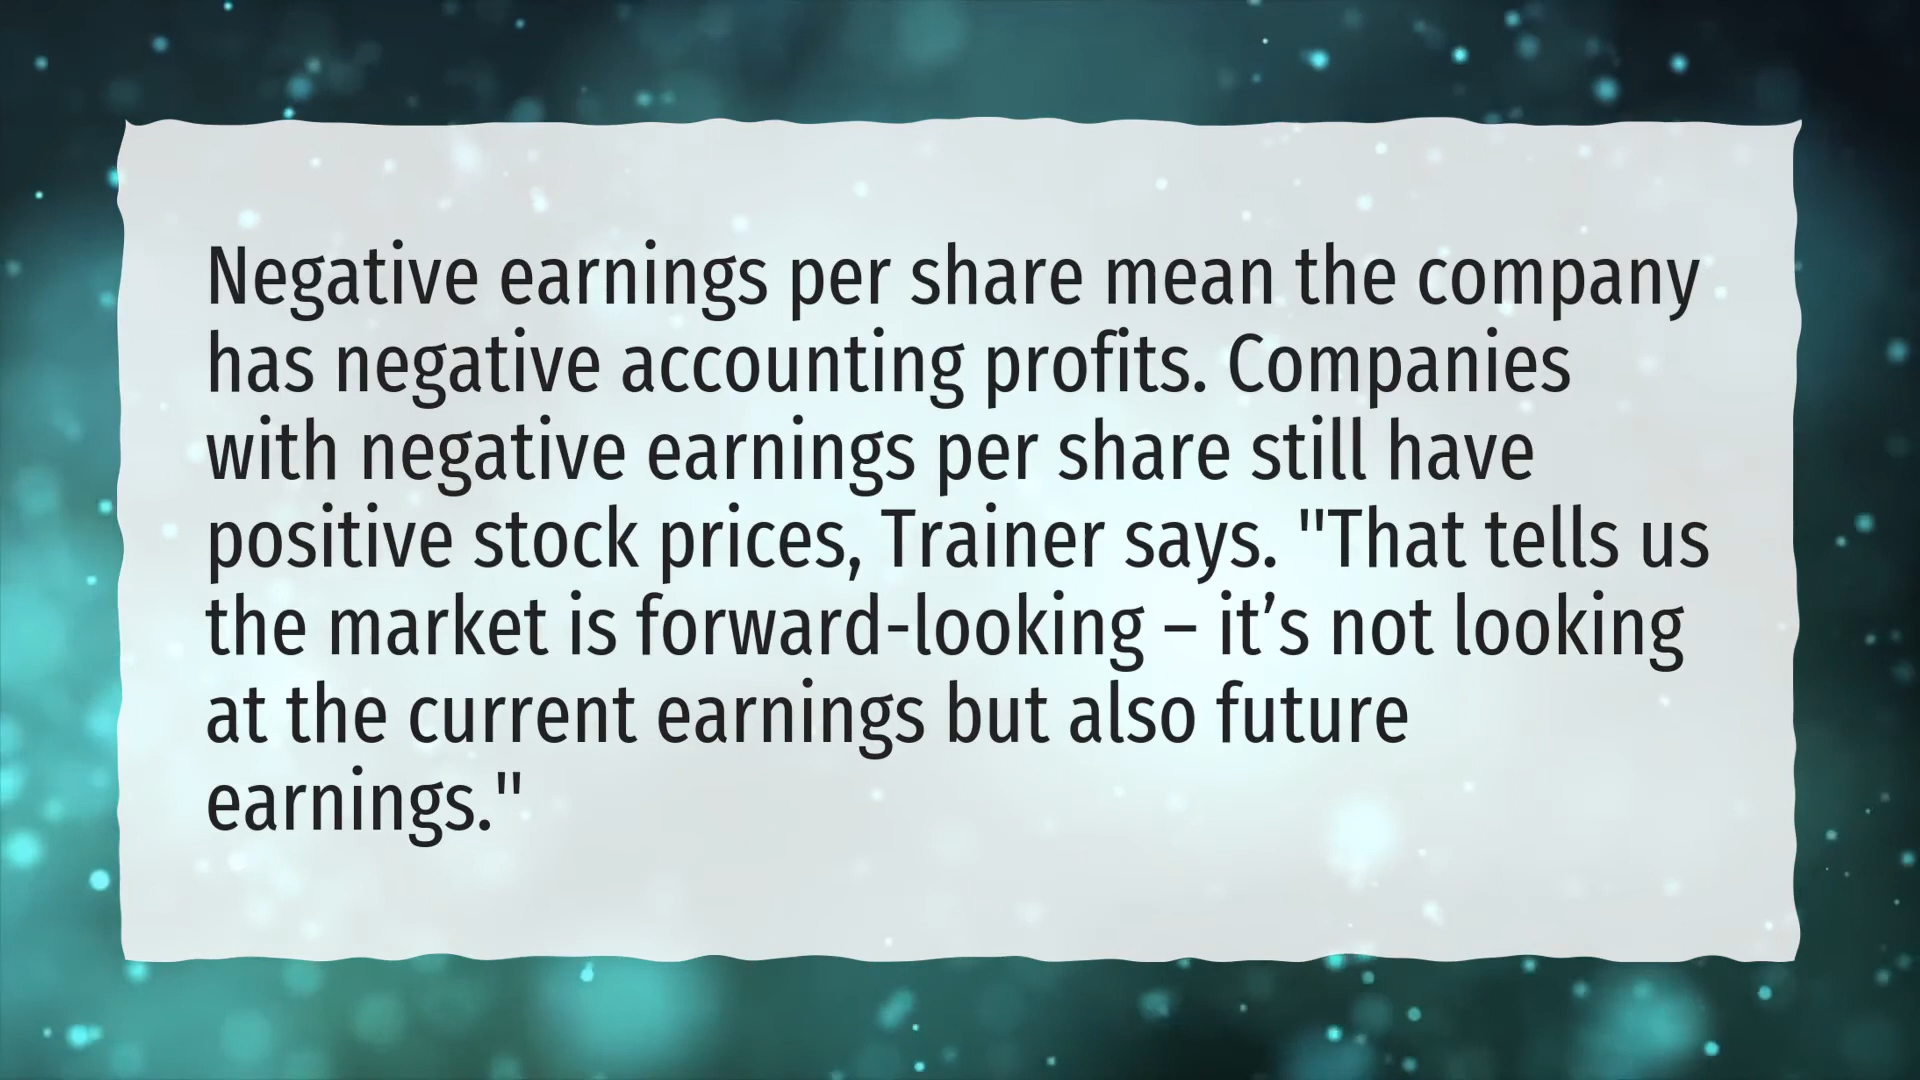 Negative earnings per share mean the company
has negative accounting profits. Companies
with negative earnings per share still have
positive stock prices, Trainer says. "That tells us
the market is forward-looking – it’s not looking
at the current earnings but also future
earnings."